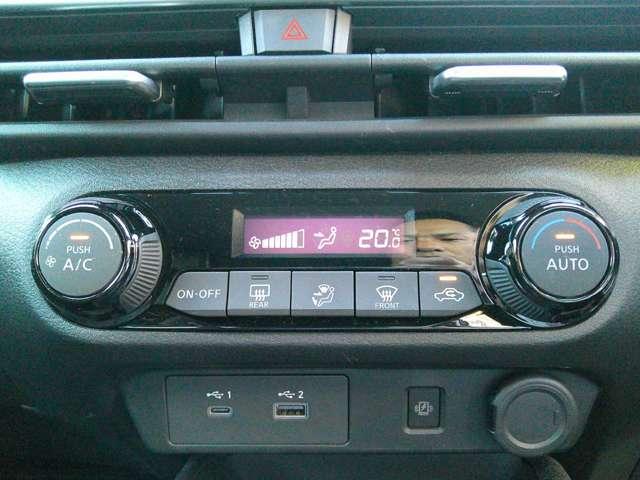 20.0
°C
PUSH
A/C
PUSH
AUTO
ON·OFF
REAR
FRONT
1
2